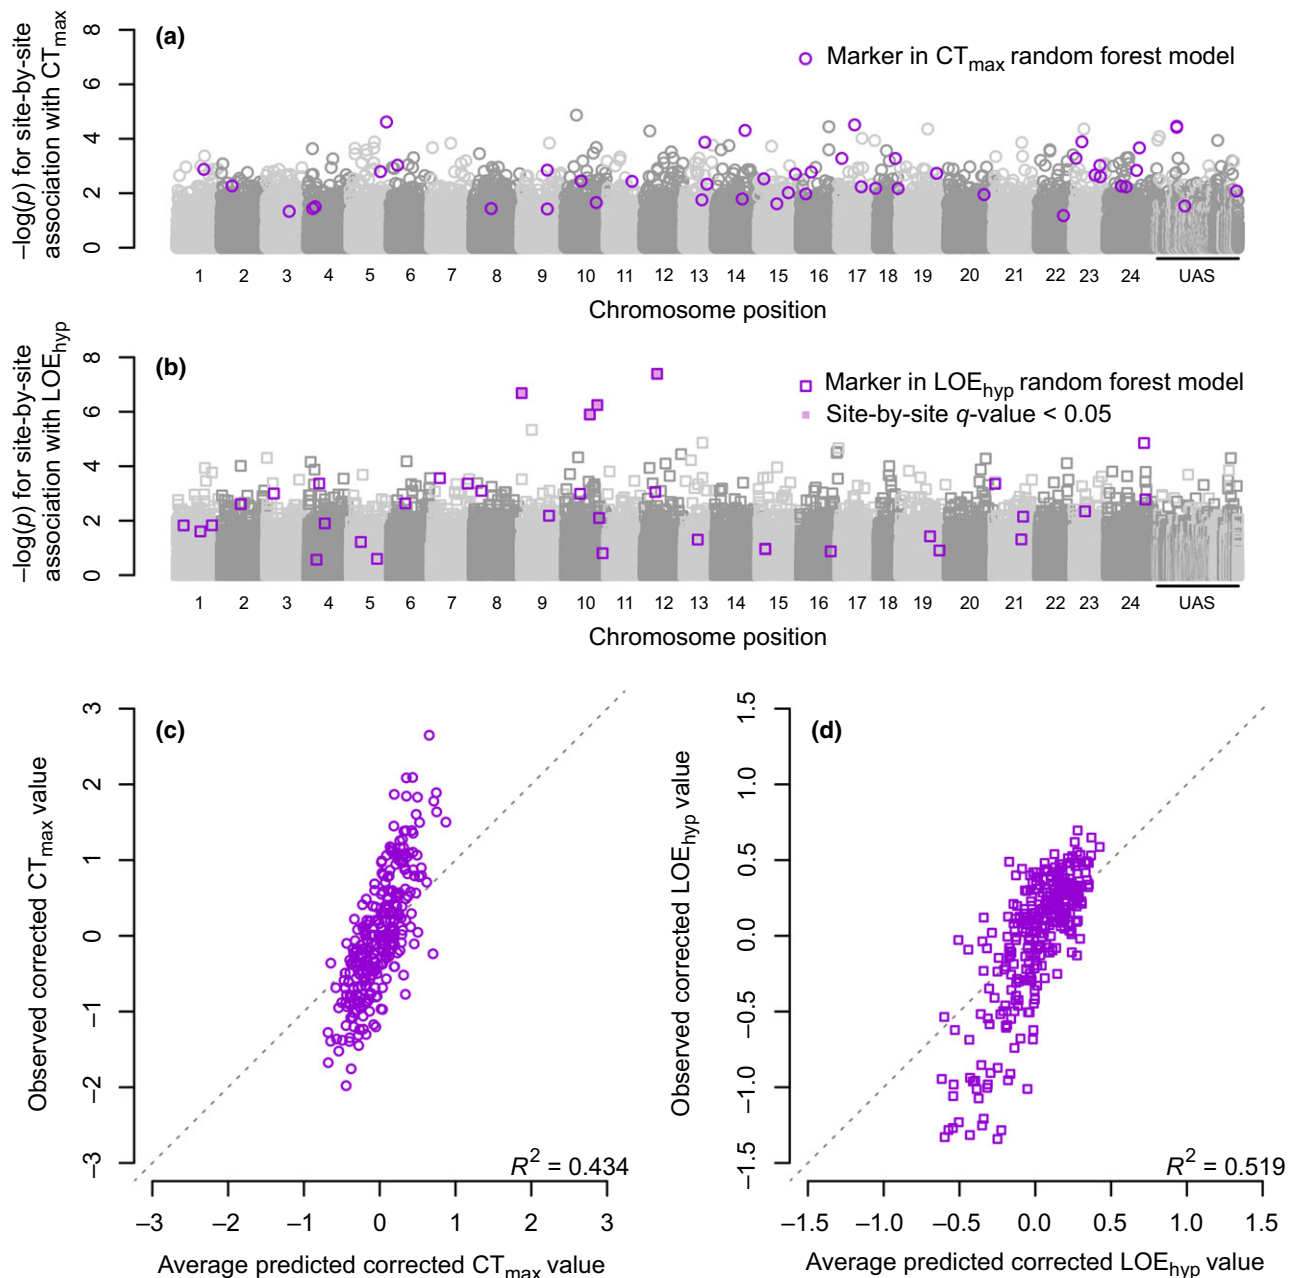 (a)
–log(p) for site-by-site
association with CTmax
8
6
4
2
0
Marker in CTmax random forest model
1 2 3 4 5 6 7 8 9 10 11 12 13 14 15 16 17 18 19 20 21 22 23 24 UAS
Chromosome position
(b)
–log(p) for site-by-site
association with LOEhyp
8
6
4
2
0
Marker in LOEhyp random forest model
Site-by-site q-value < 0.05
1 2 3 4 5 6 7 8 9 10 11 12 13 14 15 16 17 18 19 20 21 22 23 24 UAS
Chromosome position
(c)
Observed corrected CTmax value
3
2
1
0
–1
–2
–3
R2 = 0.434
–3 –2 –1 0 1 2 3
Average predicted corrected CTmax value
(d)
Observed corrected LOEhyp value
1.5
1.0
0.5
0.0
–0.5
–1.0
–1.5
R2 = 0.519
–1.5 –1.0 –0.5 0.0 0.5 1.0 1.5
Average predicted corrected LOEhyp value